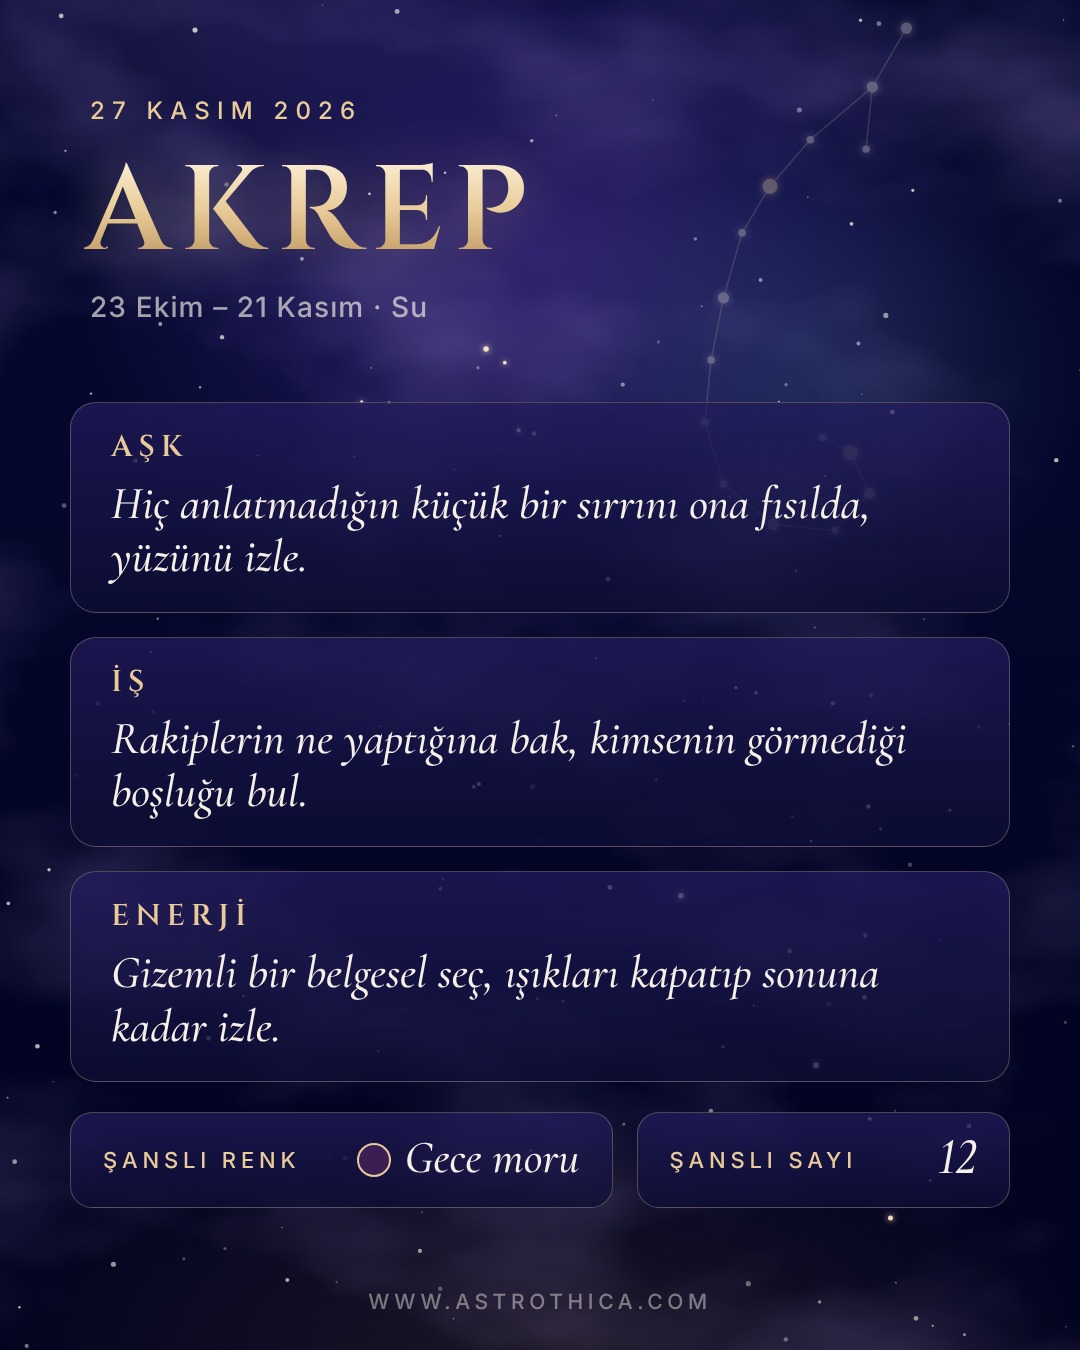 27 KASIM 2026
AKREP
23 Ekim – 21 Kasım · Su
AŞK
Hiç anlatmadığın küçük bir sırrını ona fısılda,
yüzünü izle.
İŞ
Rakiplerin ne yaptığına bak, kimsenin görmediği
boşluğu bul.
ENERJİ
Gizemli bir belgesel seç, ışıkları kapatıp sonuna
kadar izle.
ŞANSLI RENK Gece moru
ŞANSLI SAYI 12
WWW.ASTROTHICA.COM